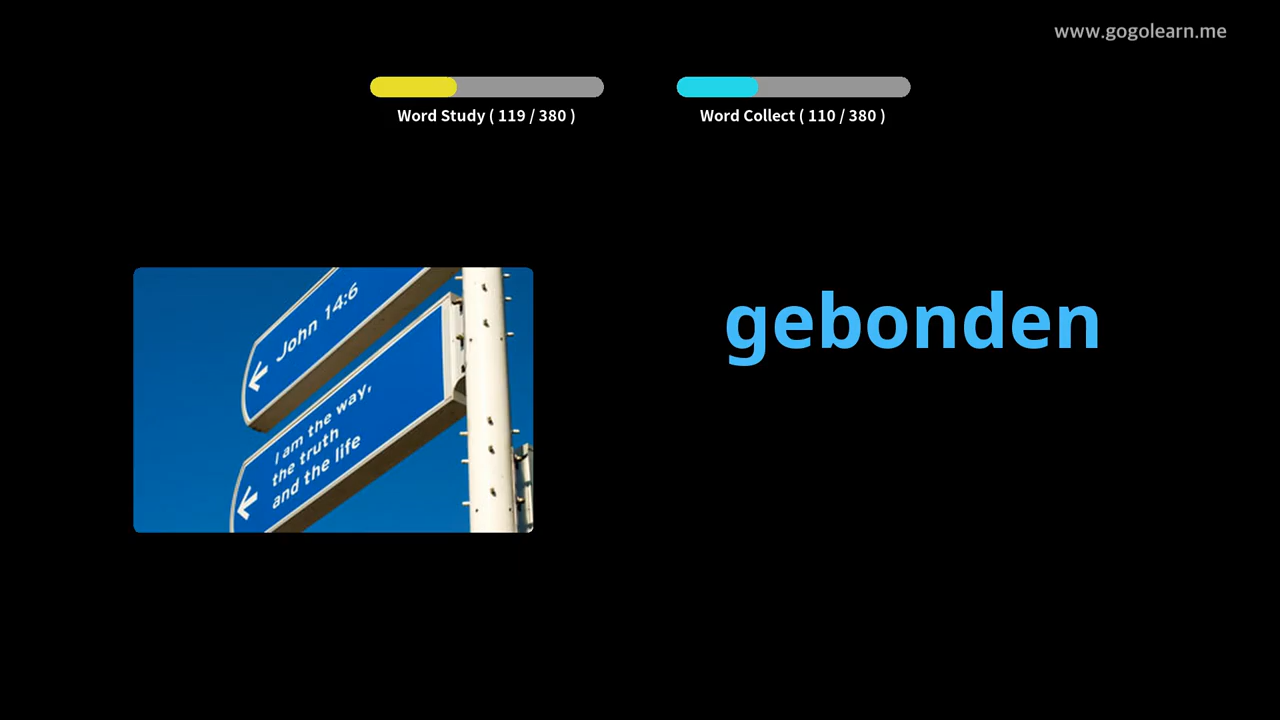 www.gogolearn.me
Word Study ( 119 / 380 )
Word Collect ( 110 / 380 )
John 14:6
I am the way,
the truth
and the life
gebonden